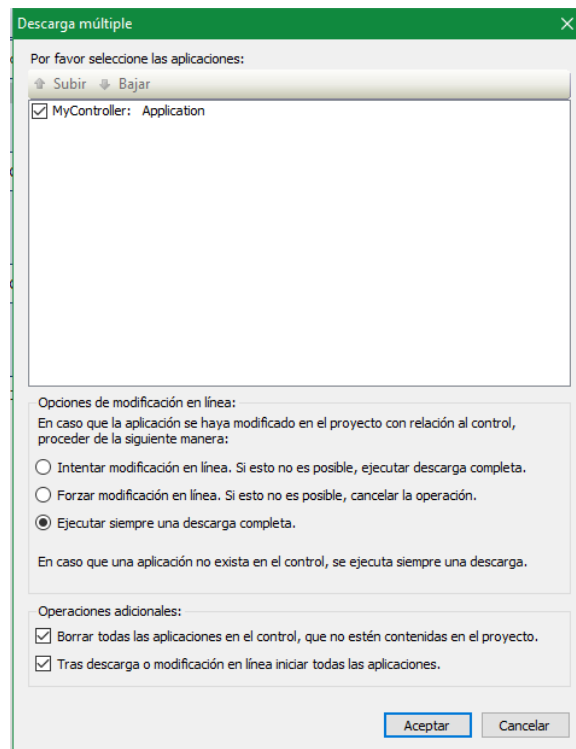 Descarga múltiple
Por favor seleccione las aplicaciones:
Subir Bajar
MyController: Application
Opciones de modificación en línea:
En caso que la aplicación se haya modificado en el proyecto con relación al control,
proceder de la siguiente manera:
Intentar modificación en línea. Si esto no es posible, ejecutar descarga completa.
Forzar modificación en línea. Si esto no es posible, cancelar la operación.
Ejecutar siempre una descarga completa.
En caso que una aplicación no exista en el control, se ejecuta siempre una descarga.
Operaciones adicionales:
Borrar todas las aplicaciones en el control, que no estén contenidas en el proyecto.
Tras descarga o modificación en línea iniciar todas las aplicaciones.
Aceptar Cancelar